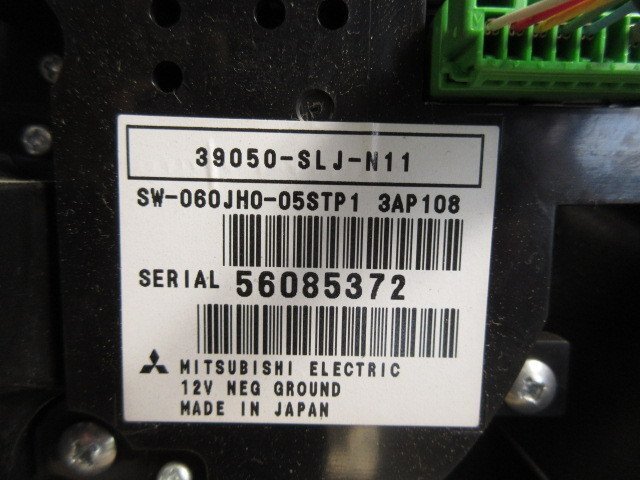 39050-SLJ-N11
SW-060JH0-05STP1 3AP108
SERIAL 56085372
MITSUBISHI ELECTRIC
12V NEG GROUND
MADE IN JAPAN